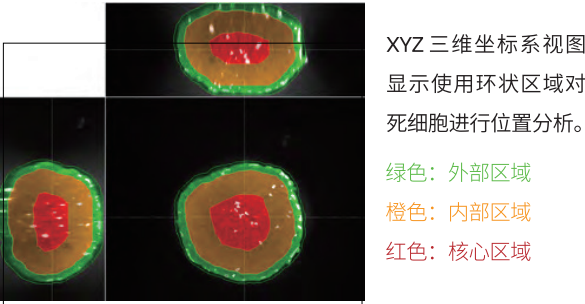 XYZ 三维坐标系视图
显示使用环状区域对
死细胞进行位置分析。
绿色：外部区域
橙色：内部区域
红色：核心区域